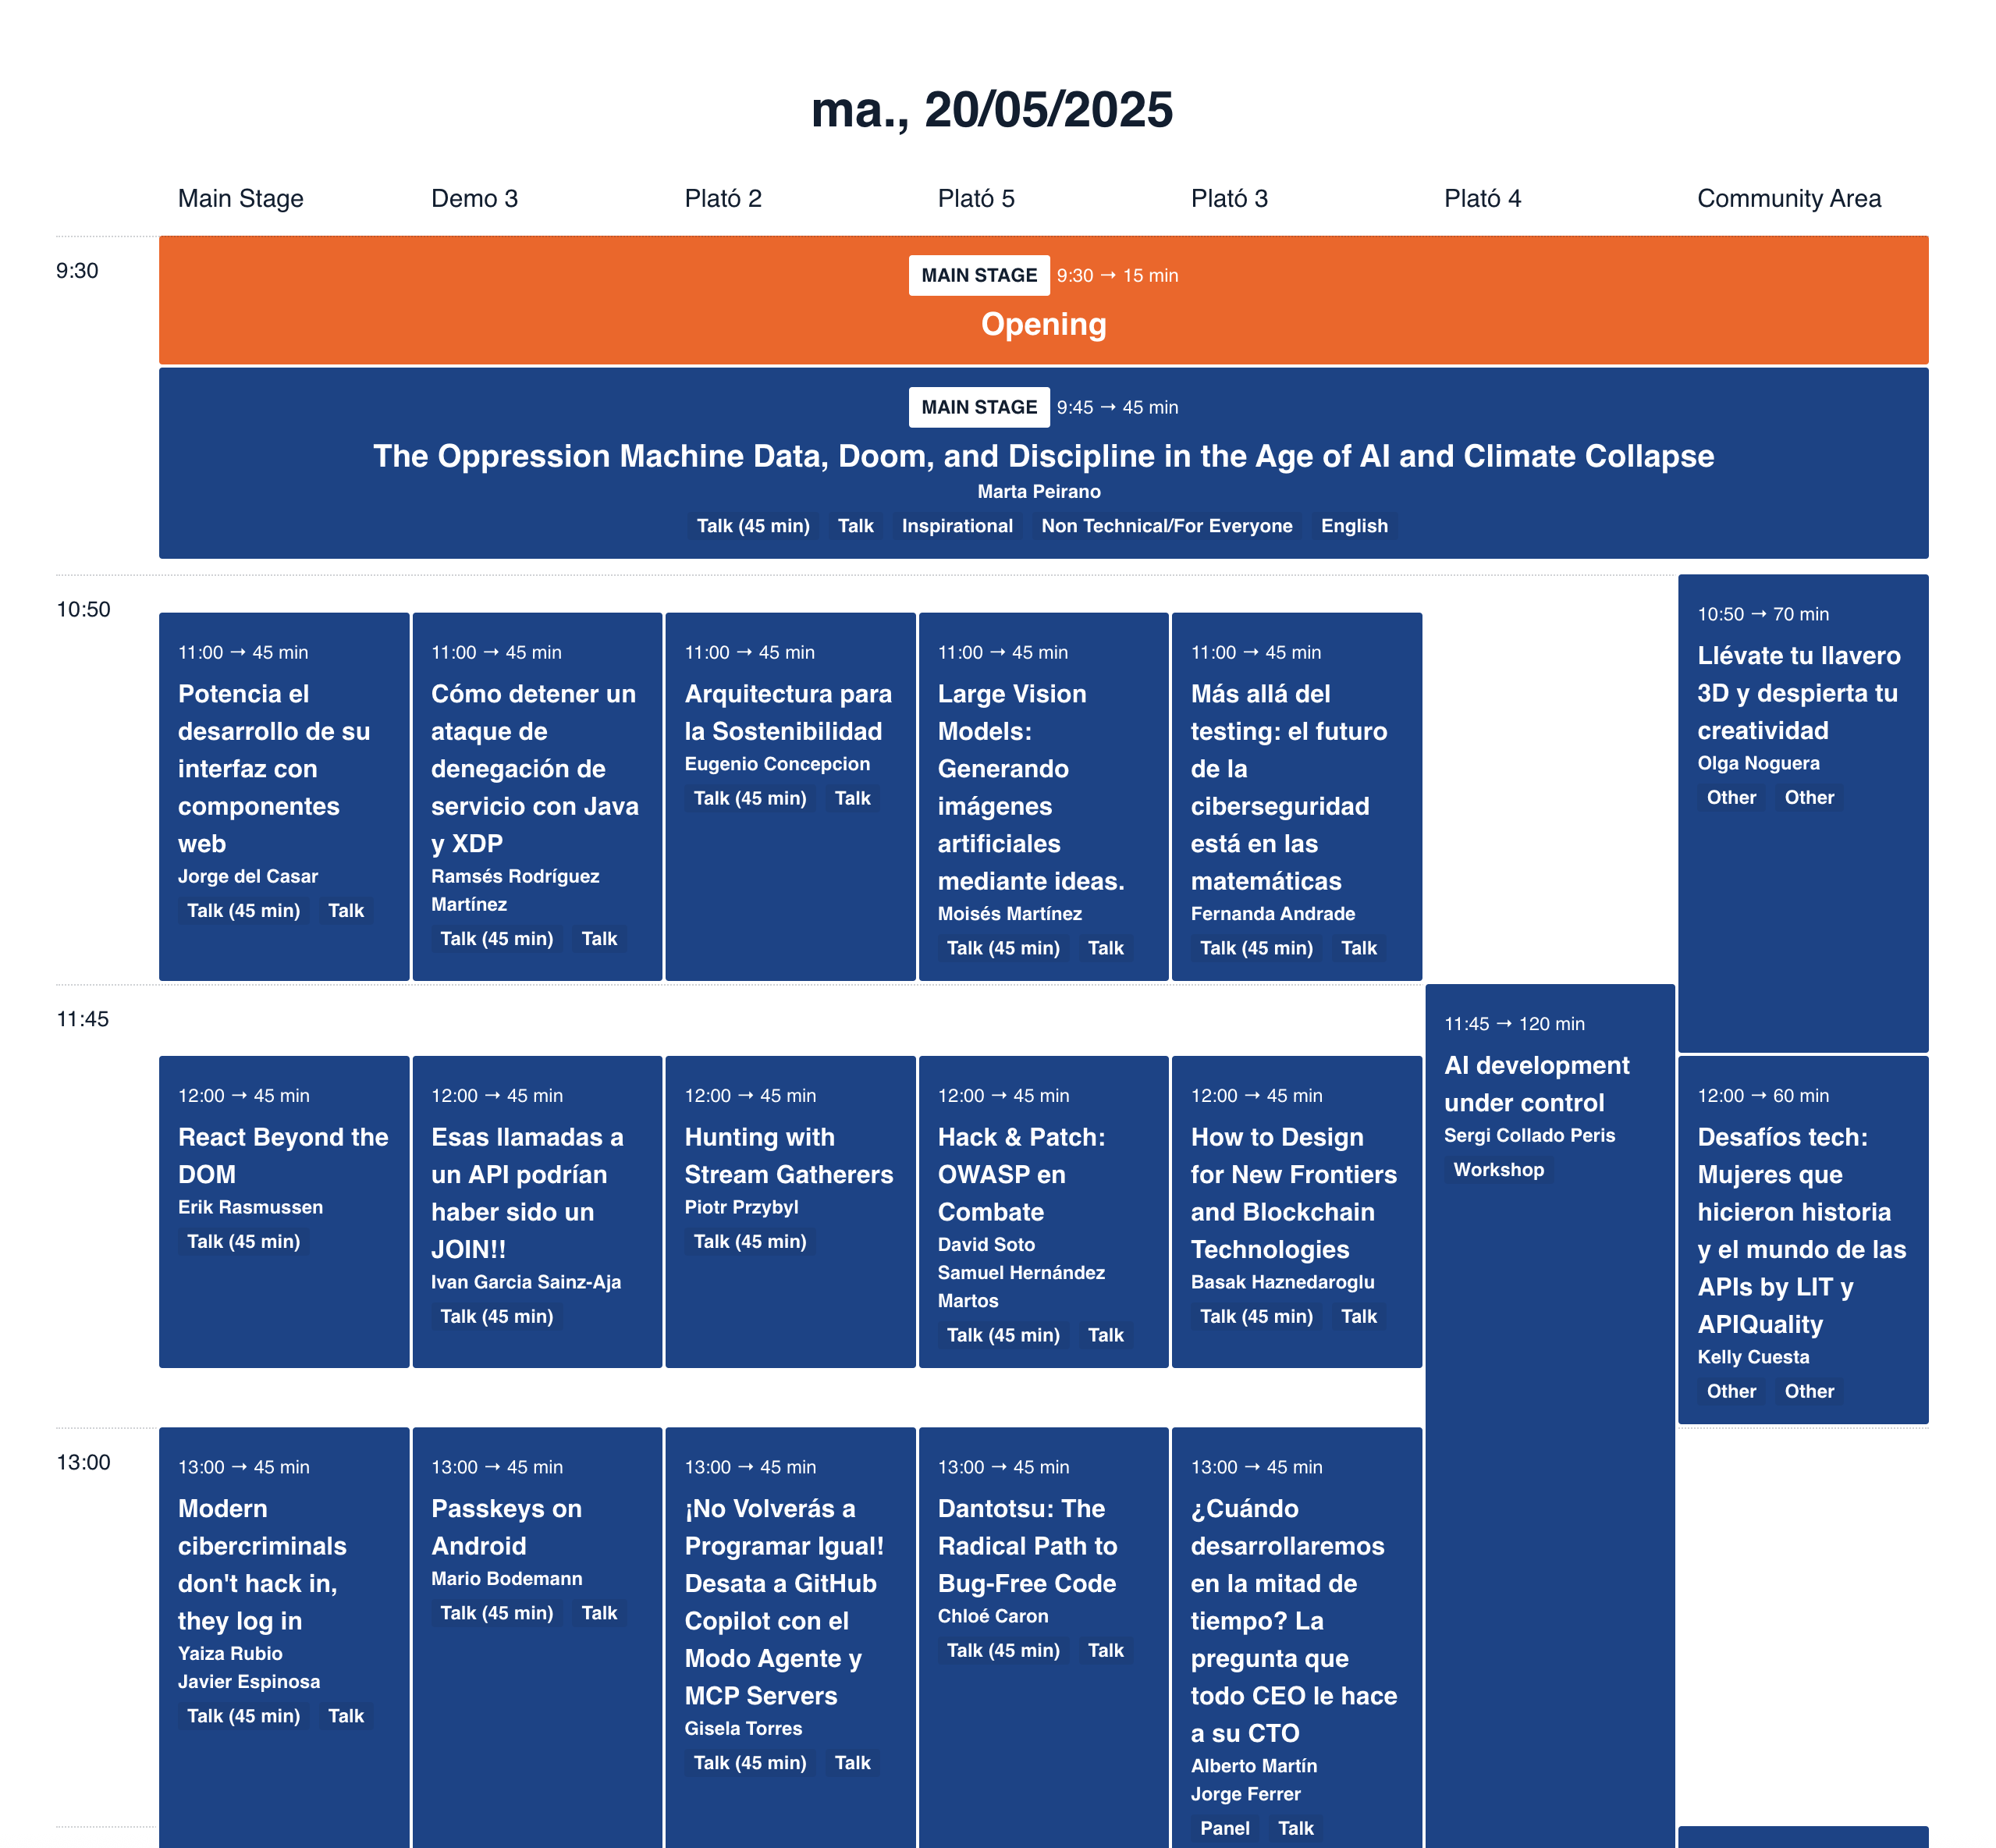 ma., 20/05/2025
Main Stage
Demo 3
Plató 2
Plató 5
Plató 3
Plató 4
Community Area
9:30
MAIN STAGE 9:30 → 15 min
Opening
MAIN STAGE 9:45 → 45 min
The Oppression Machine Data, Doom, and Discipline in the Age of AI and Climate Collapse
Marta Peirano
Talk (45 min) Talk Inspirational Non Technical/For Everyone English
10:50
11:00 → 45 min
Potencia el
desarrollo de su
interfaz con
componentes
web
Jorge del Casar
Talk (45 min) Talk
11:00 → 45 min
Cómo detener un
ataque de
denegación de
servicio con Java
y XDP
Ramsés Rodríguez
Martínez
Talk (45 min) Talk
11:00 → 45 min
Arquitectura para
la Sostenibilidad
Eugenio Concepcion
Talk (45 min) Talk
11:00 → 45 min
Large Vision
Models:
Generando
imágenes
artificiales
mediante ideas.
Moisés Martínez
Talk (45 min) Talk
11:00 → 45 min
Más allá del
testing: el futuro
de la
ciberseguridad
está en las
matemáticas
Fernanda Andrade
Talk (45 min) Talk
10:50 → 70 min
Llévate tu llavero
3D y despierta tu
creatividad
Olga Noguera
Other Other
11:45
11:45 → 120 min
AI development
under control
Sergi Collado Peris
Workshop
12:00 → 45 min
React Beyond the
DOM
Erik Rasmussen
Talk (45 min)
12:00 → 45 min
Esas llamadas a
un API podrían
haber sido un
JOIN!!
Ivan Garcia Sainz-Aja
Talk (45 min)
12:00 → 45 min
Hunting with
Stream Gatherers
Piotr Przybyl
Talk (45 min)
12:00 → 45 min
Hack & Patch:
OWASP en
Combate
David Soto
Samuel Hernández
Martos
Talk (45 min) Talk
12:00 → 45 min
How to Design
for New Frontiers
and Blockchain
Technologies
Basak Haznedaroglu
Talk (45 min) Talk
12:00 → 60 min
Desafíos tech:
Mujeres que
hicieron historia
y el mundo de las
APIs by LIT y
APIQuality
Kelly Cuesta
Other Other
13:00
13:00 → 45 min
Modern
cibercriminals
don't hack in,
they log in
Yaiza Rubio
Javier Espinosa
Talk (45 min) Talk
13:00 → 45 min
Passkeys on
Android
Mario Bodemann
Talk (45 min) Talk
13:00 → 45 min
¡No Volverás a
Programar Igual!
Desata a GitHub
Copilot con el
Modo Agente y
MCP Servers
Gisela Torres
Talk (45 min) Talk
13:00 → 45 min
Dantotsu: The
Radical Path to
Bug-Free Code
Chloé Caron
Talk (45 min) Talk
13:00 → 45 min
¿Cuándo
desarrollaremos
en la mitad de
tiempo? La
pregunta que
todo CEO le hace
a su CTO
Alberto Martín
Jorge Ferrer
Panel Talk